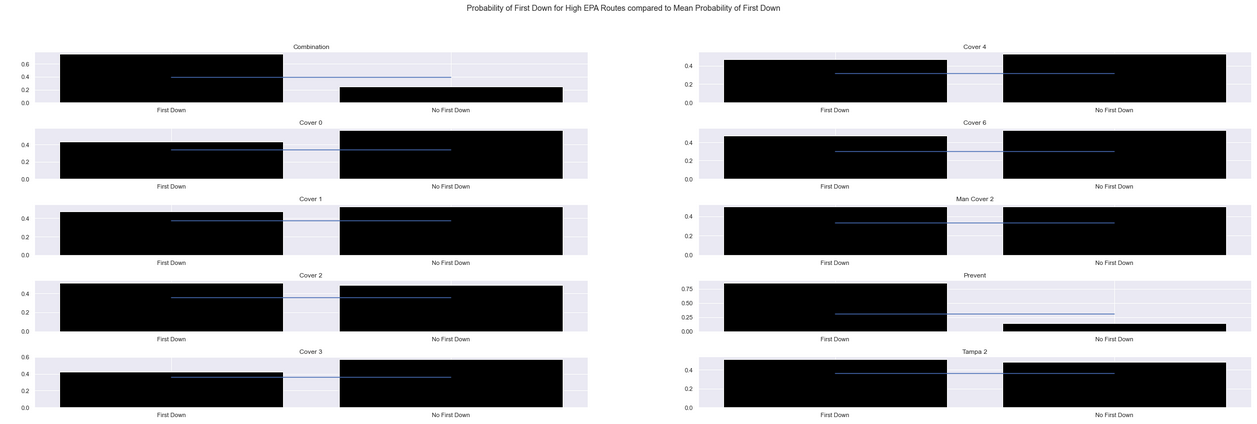 Probability of First Down for High EPA Routes compared to Mean Probability of First Down
Combination
0.6
0.4
0.2
0.0
First Down
No First Down
Cover 0
0.4
0.2
0.0
First Down
No First Down
Cover 1
0.4
0.2
0.0
First Down
No First Down
Cover 2
0.4
0.2
0.0
First Down
No First Down
Cover 3
0.6
0.4
0.2
0.0
First Down
No First Down
Cover 4
0.4
0.2
0.0
First Down
No First Down
Cover 6
0.4
0.2
0.0
First Down
No First Down
Man Cover 2
0.4
0.2
0.0
First Down
No First Down
Prevent
0.75
0.50
0.25
0.00
First Down
No First Down
Tampa 2
0.4
0.2
0.0
First Down
No First Down